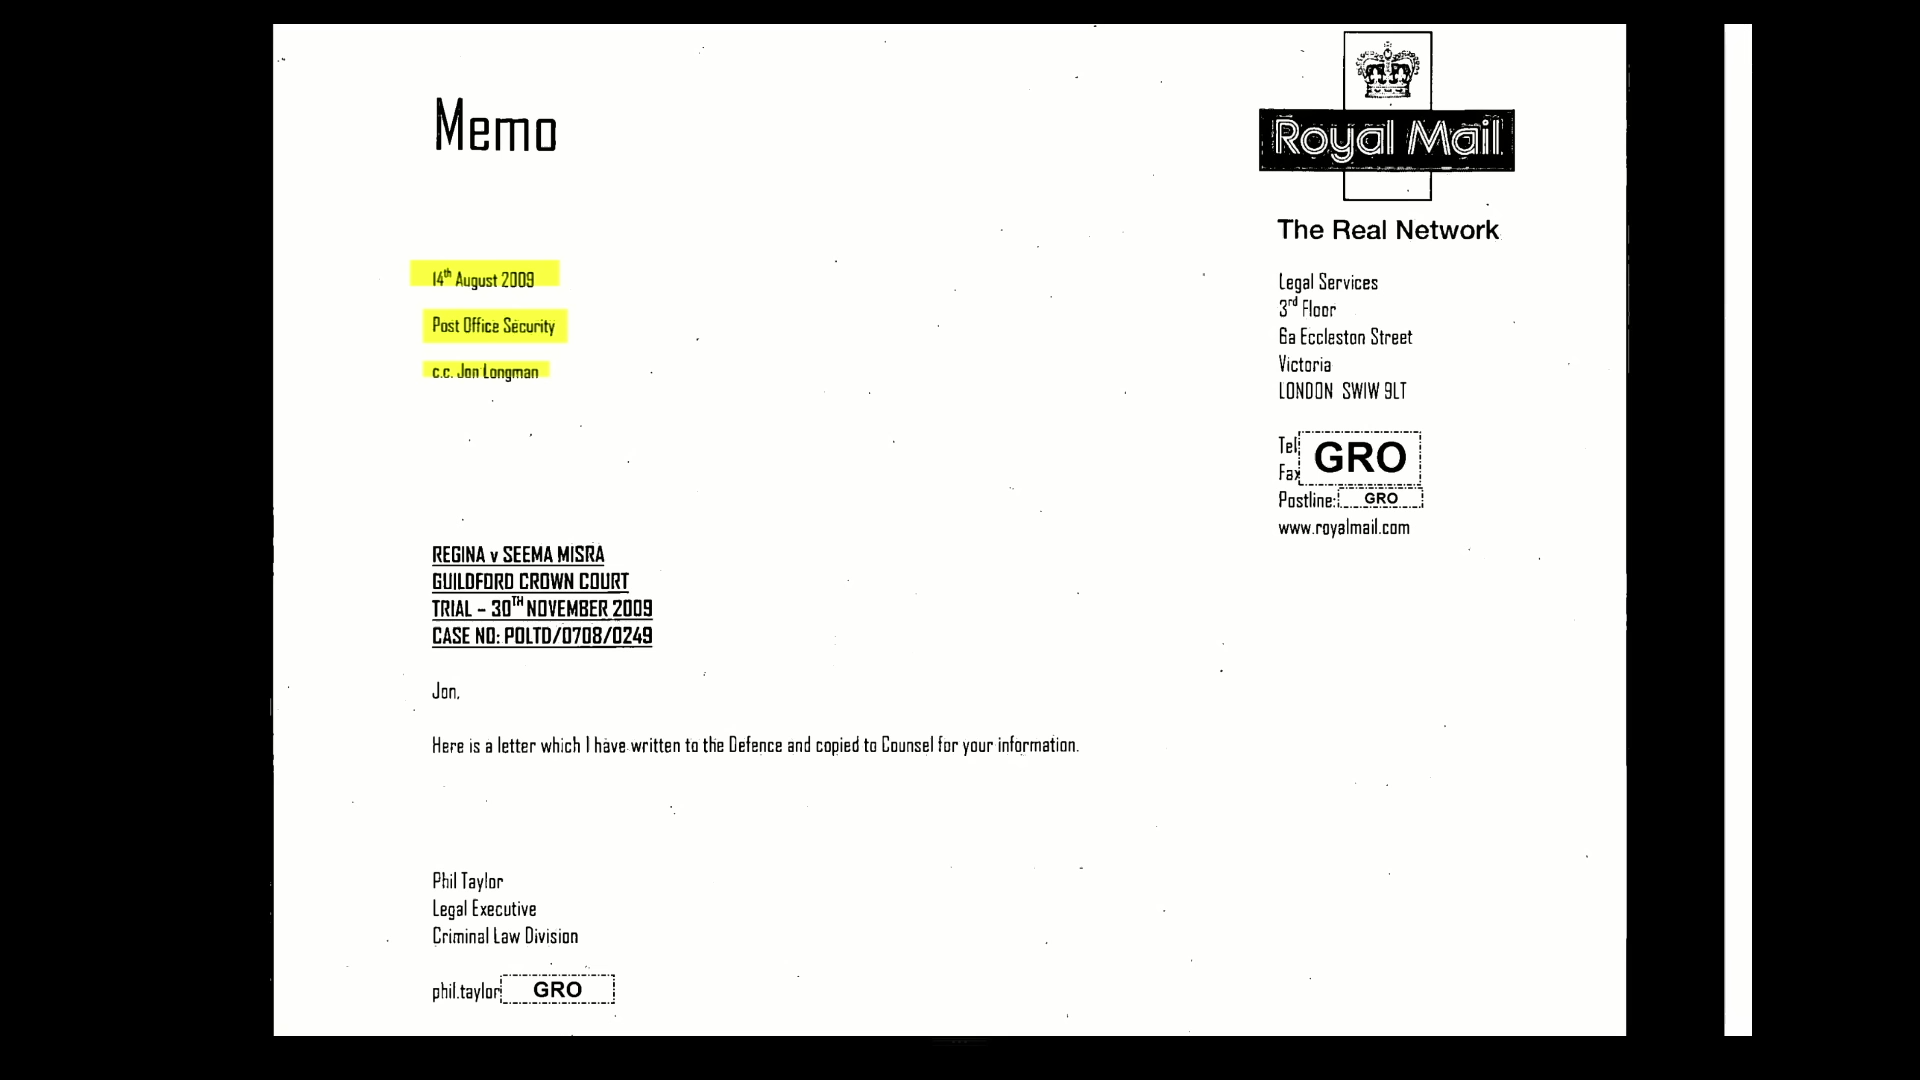 Memo
Royal Mail
The Real Network
14th August 2009
Post Office Security
c.c. Jon Longman
Legal Services
3rd Floor
6a Eccleston Street
Victoria
LONDON SW1W 9LT
Tel
Fax
GRO
Postline: GRO
www.royalmail.com
REGINA v SEEMA MISRA
GUILDFORD CROWN COURT
TRIAL – 30TH NOVEMBER 2009
CASE NO: POLTD/0708/0249
Jon,
Here is a letter which I have written to the Defence and copied to Counsel for your information.
Phil Taylor
Legal Executive
Criminal Law Division
phil.taylor GRO